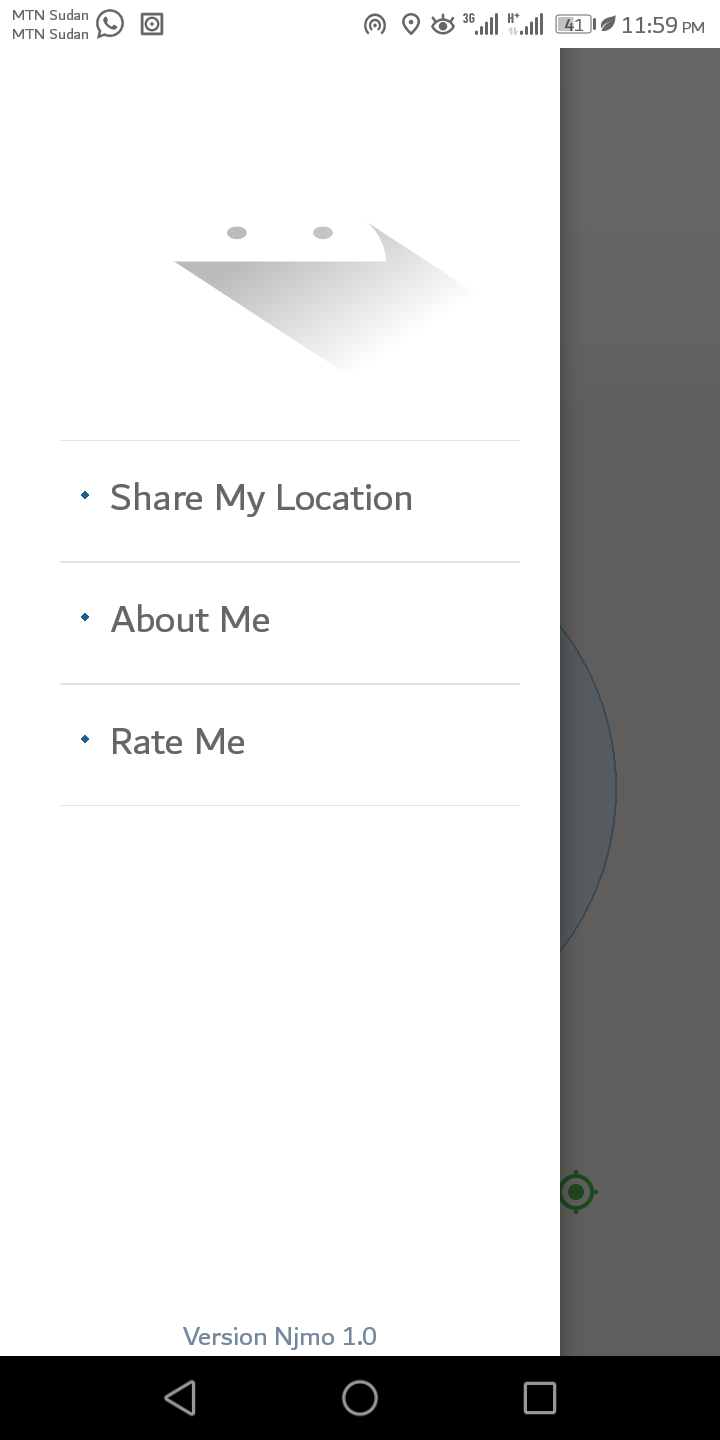 MTN Sudan
MTN Sudan
3G H+ 41 11:59 PM
Share My Location
About Me
Rate Me
Version Njmo 1.0